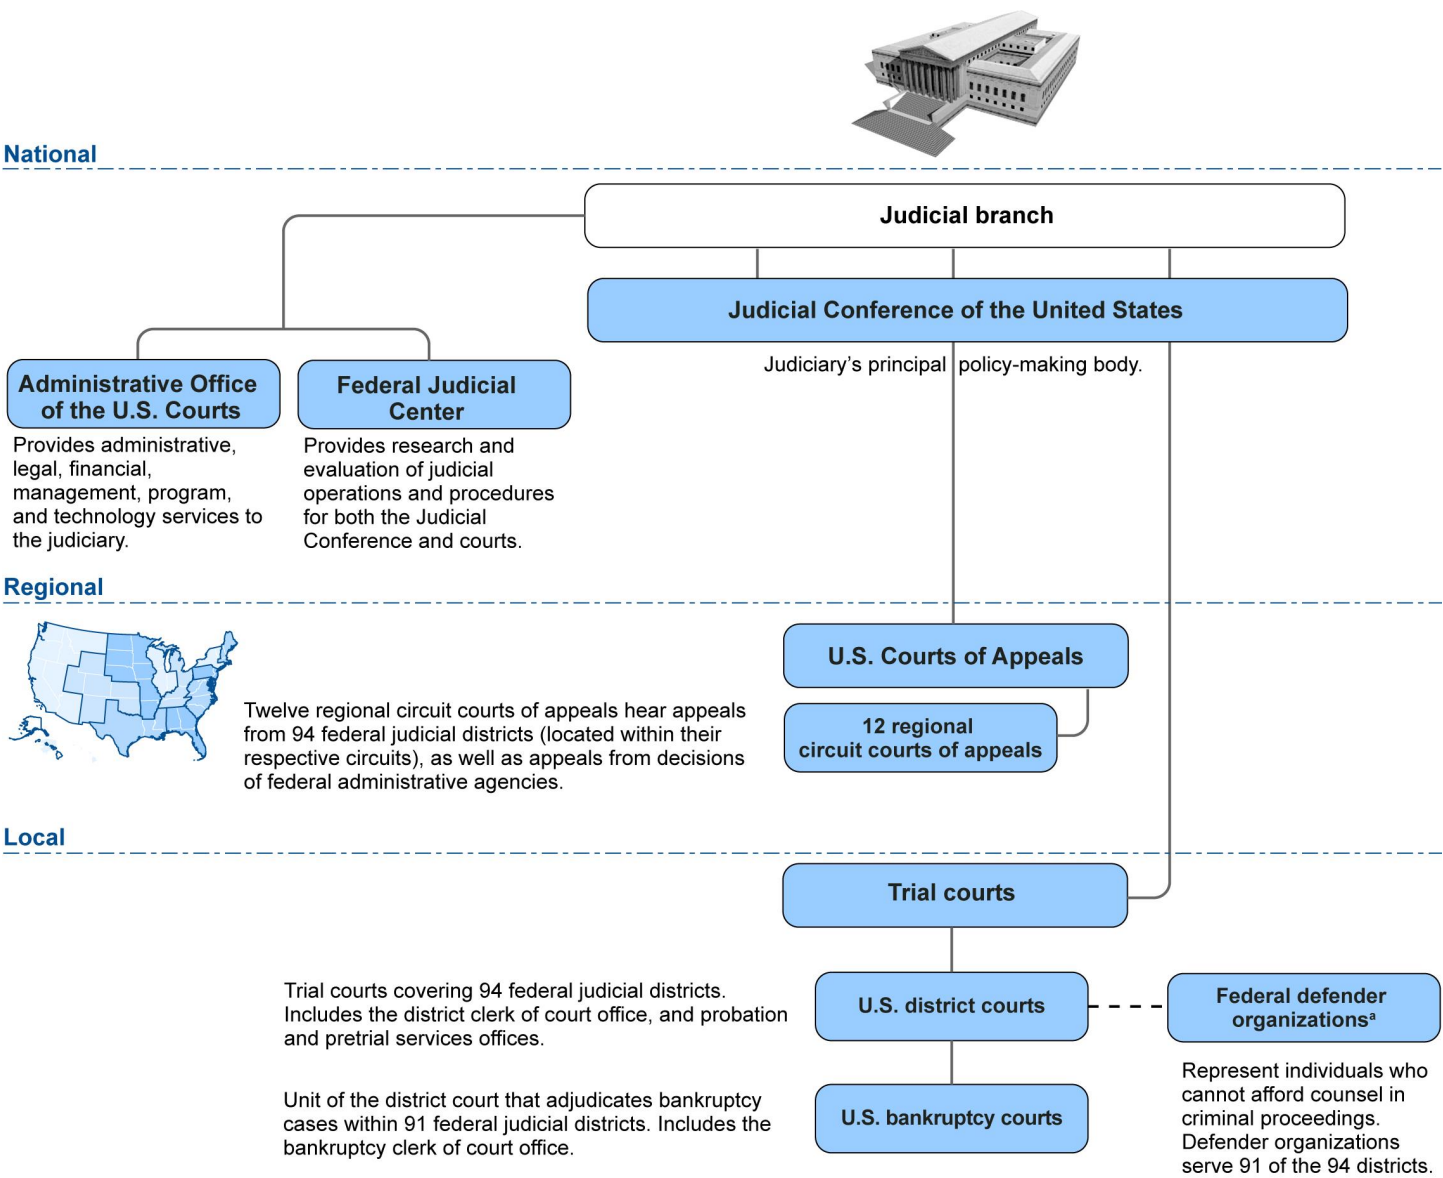 National
Judicial branch
Judicial Conference of the United States
Judiciary’s principal policy-making body.
Administrative Office
of the U.S. Courts
Provides administrative,
legal, financial,
management, program,
and technology services to
the judiciary.
Federal Judicial
Center
Provides research and
evaluation of judicial
operations and procedures
for both the Judicial
Conference and courts.
Regional
U.S. Courts of Appeals
12 regional
circuit courts of appeals
Twelve regional circuit courts of appeals hear appeals
from 94 federal judicial districts (located within their
respective circuits), as well as appeals from decisions
of federal administrative agencies.
Local
Trial courts
Trial courts covering 94 federal judicial districts.
Includes the district clerk of court office, and probation
and pretrial services offices.
U.S. district courts
Federal defender
organizationsᵃ
Represent individuals who
cannot afford counsel in
criminal proceedings.
Defender organizations
serve 91 of the 94 districts.
Unit of the district court that adjudicates bankruptcy
cases within 91 federal judicial districts. Includes the
bankruptcy clerk of court office.
U.S. bankruptcy courts